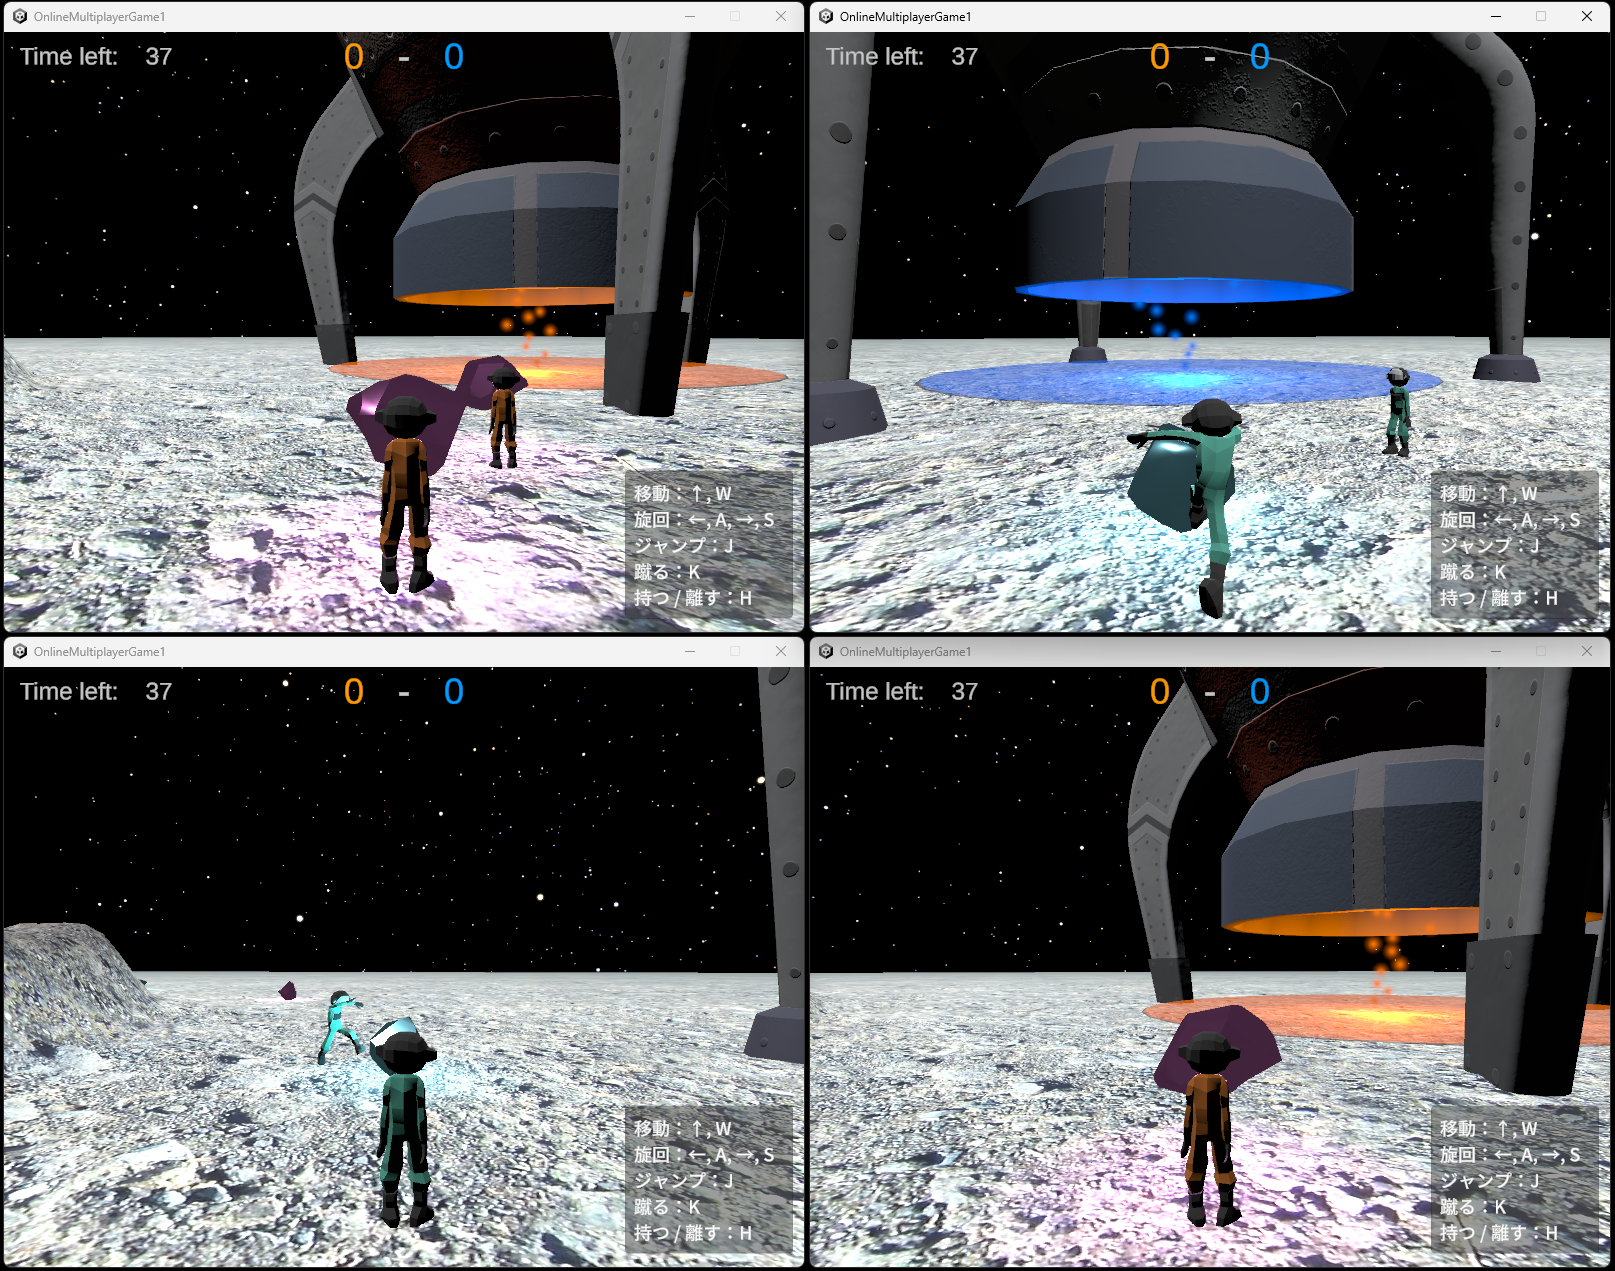 OnlineMultiplayerGame1
Time left: 37
0 - 0
移動：↑, W
旋回：←, A, →, S
ジャンプ：J
蹴る：K
持つ / 離す：H
OnlineMultiplayerGame1
Time left: 37
0 - 0
移動：↑, W
旋回：←, A, →, S
ジャンプ：J
蹴る：K
持つ / 離す：H
OnlineMultiplayerGame1
Time left: 37
0 - 0
移動：↑, W
旋回：←, A, →, S
ジャンプ：J
蹴る：K
持つ / 離す：H
OnlineMultiplayerGame1
Time left: 37
0 - 0
移動：↑, W
旋回：←, A, →, S
ジャンプ：J
蹴る：K
持つ / 離す：H